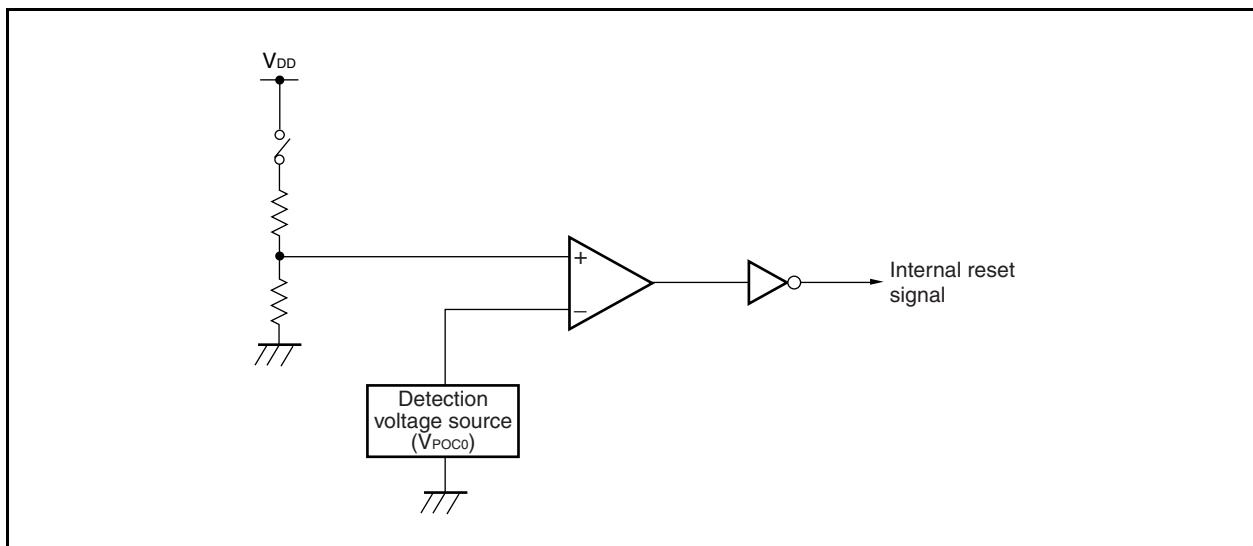 VDD
+
−
Internal reset
signal
Detection
voltage source
(VPOC0)